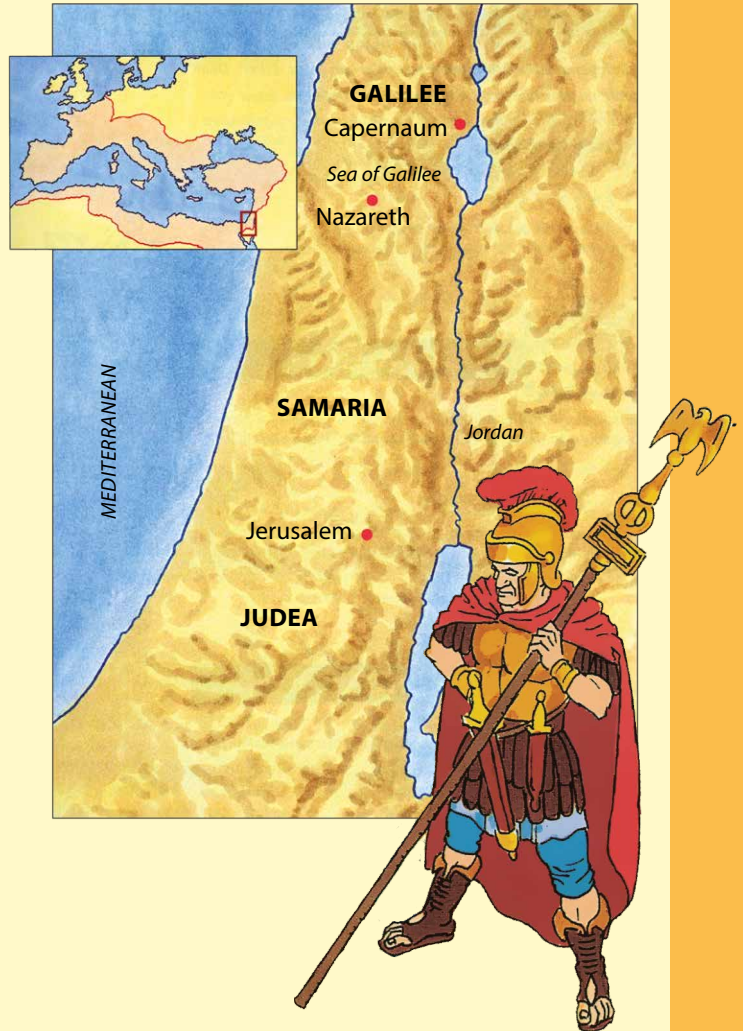 GALILEE
Capernaum
Sea of Galilee
Nazareth
MEDITERRANEAN
SAMARIA
Jordan
Jerusalem
JUDEA